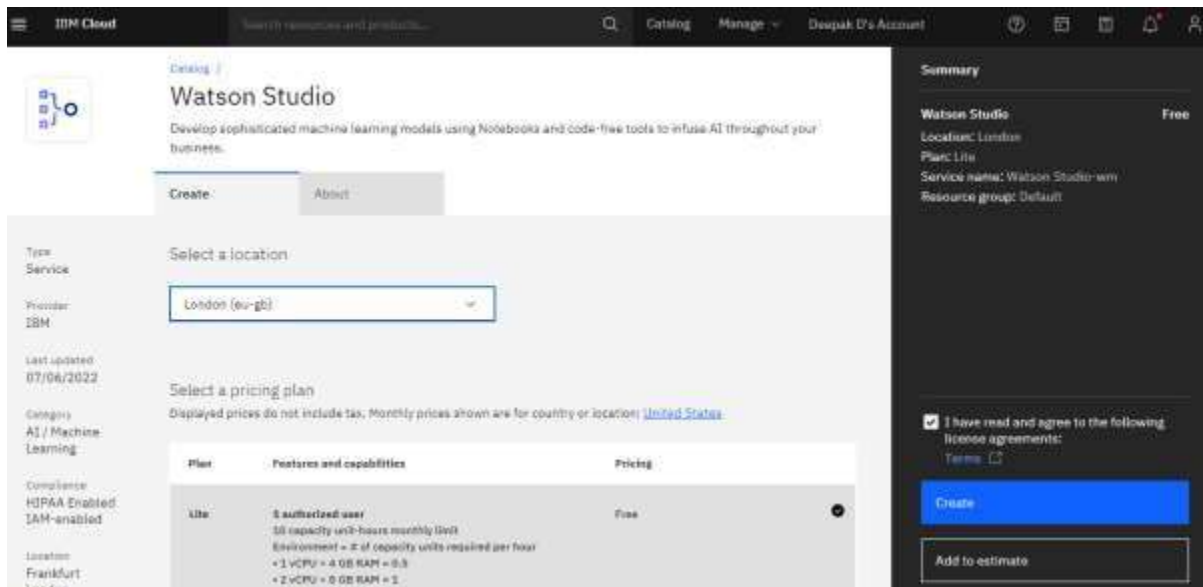 IBM Cloud
Search resources and products...
Catalog
Manage
Deepak D's Account
Catalog /
Watson Studio
Develop sophisticated machine learning models using Notebooks and code-free tools to infuse AI throughout your
business.
Create
About
Type
Service
Provider
IBM
Last updated
07/06/2022
Category
AI / Machine
Learning
Compliance
HIPAA Enabled
IAM-enabled
Location
Frankfurt
Select a location
London (eu-gb)
Select a pricing plan
Displayed prices do not include tax. Monthly prices shown are for country or location: United States
Plan
Features and capabilities
Pricing
Lite
1 authorized user
10 capacity unit-hours monthly limit
Environment = # of capacity units required per hour
• 1 vCPU + 4 GB RAM = 0.5
• 2 vCPU + 8 GB RAM = 1
Free
Summary
Watson Studio
Free
Location: London
Plan: Lite
Service name: Watson Studio-wm
Resource group: Default
I have read and agree to the following
license agreements:
Terms
Create
Add to estimate